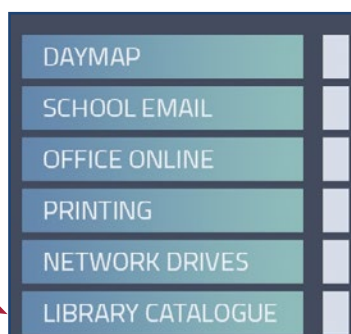 DAYMAP
SCHOOL EMAIL
OFFICE ONLINE
PRINTING
NETWORK DRIVES
LIBRARY CATALOGUE